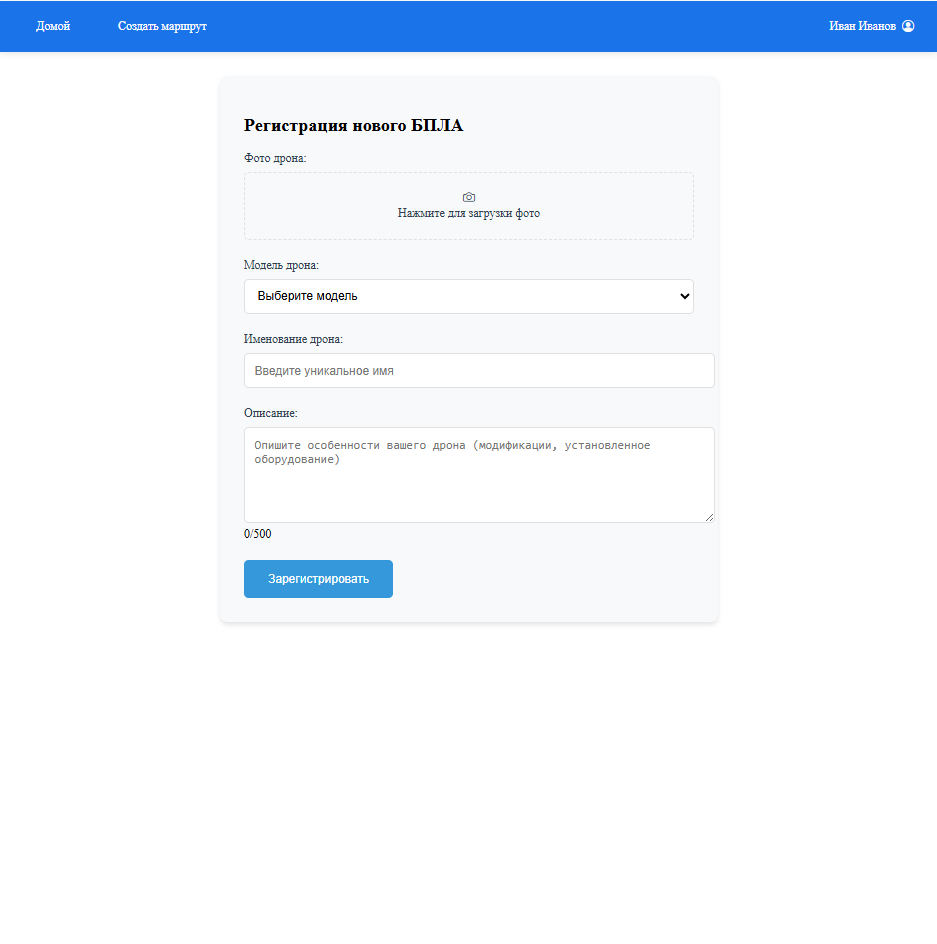 Домой
Создать маршрут
Иван Иванов
Регистрация нового БПЛА
Фото дрона:
Нажмите для загрузки фото
Модель дрона:
Выберите модель
Именование дрона:
Введите уникальное имя
Описание:
Опишите особенности вашего дрона (модификации, установленное
оборудование)
0/500
Зарегистрировать